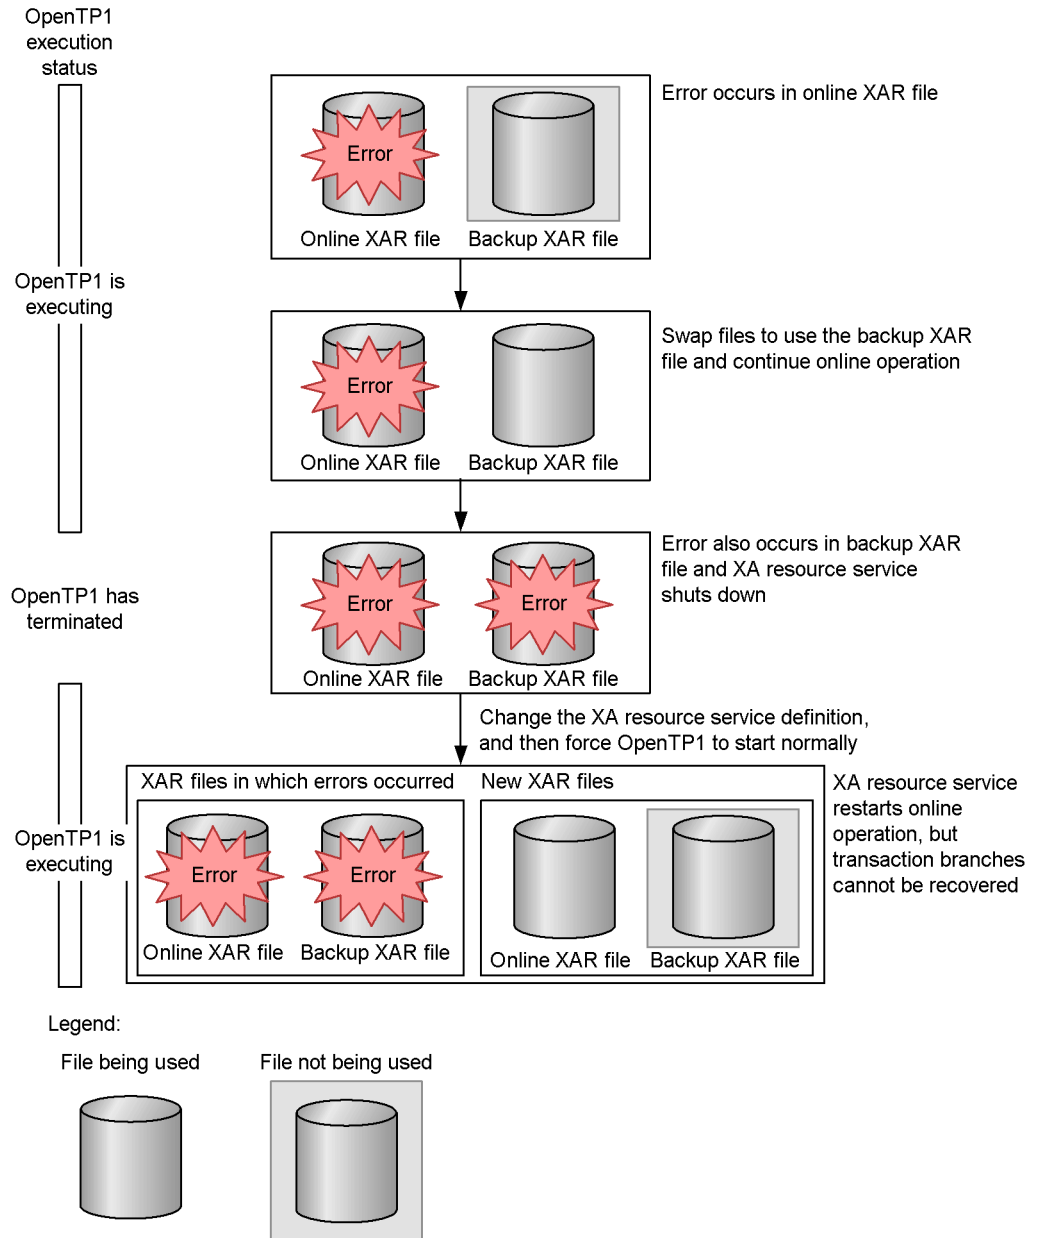 OpenTP1
execution
status
Error occurs in online XAR file
Error
Online XAR file
Backup XAR file
OpenTP1 is
executing
Swap files to use the backup XAR
file and continue online operation
Error
Online XAR file
Backup XAR file
Error also occurs in backup XAR
file and XA resource service
shuts down
OpenTP1 has
terminated
Error
Error
Online XAR file
Backup XAR file
Change the XA resource service definition,
and then force OpenTP1 to start normally
XAR files in which errors occurred
New XAR files
XA resource service
restarts online
operation, but
transaction branches
cannot be recovered
OpenTP1 is
executing
Error
Error
Online XAR file
Backup XAR file
Online XAR file
Backup XAR file
Legend:
File being used
File not being used